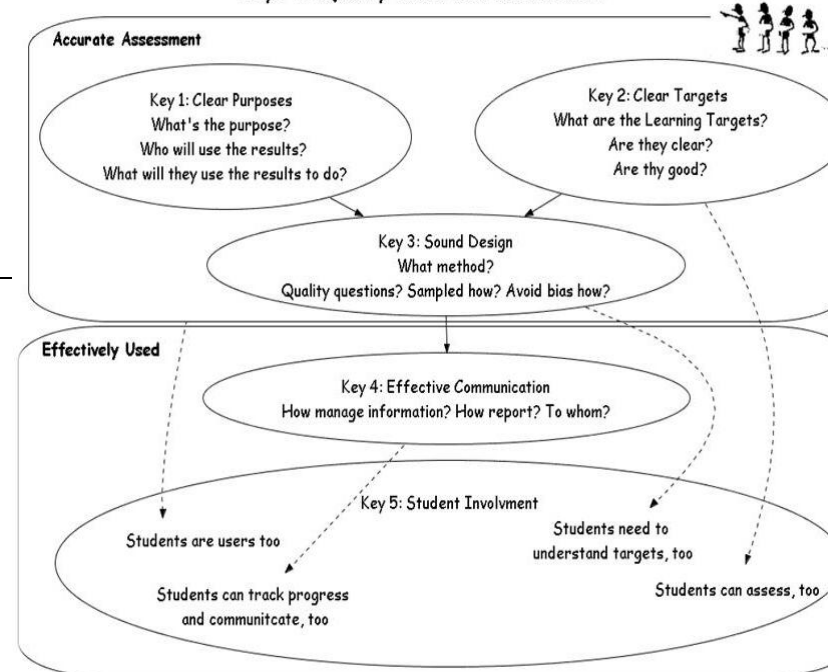 Accurate Assessment
Key 1: Clear Purposes
What's the purpose?
Who will use the results?
What will they use the results to do?
Key 2: Clear Targets
What are the Learning Targets?
Are they clear?
Are thy good?
Key 3: Sound Design
What method?
Quality questions? Sampled how? Avoid bias how?
Effectively Used
Key 4: Effective Communication
How manage information? How report? To whom?
Key 5: Student Involvment
Students are users too
Students can track progress
and communitcate, too
Students need to
understand targets, too
Students can assess, too